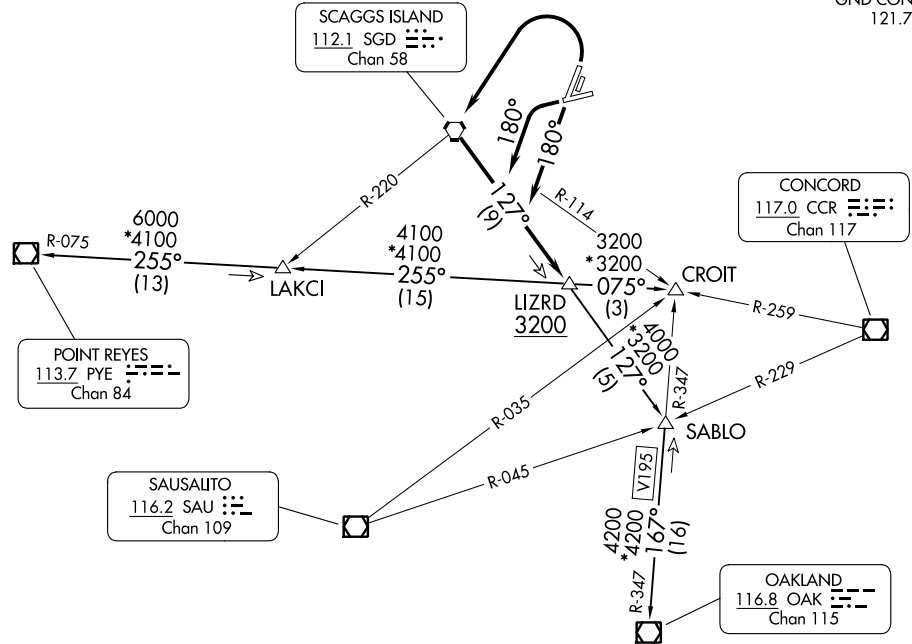 GND CON
121.7
SCAGGS ISLAND
112.1 SGD
Chan 58
180°
180°
127°
(9)
R-220
R-114
CONCORD
117.0 CCR
Chan 117
6000
*4100
255°
(13)
R-075
LAKCI
4100
*4100
255°
(15)
LIZRD
3200
3200
*3200
075°
(3)
CROIT
R-259
R-229
POINT REYES
113.7 PYE
Chan 84
4000
*3200
127°
(5)
R-347
SABLO
R-035
R-045
SAUSALITO
116.2 SAU
Chan 109
V195
4200
*4200
167°
(16)
R-347
OAKLAND
116.8 OAK
Chan 115